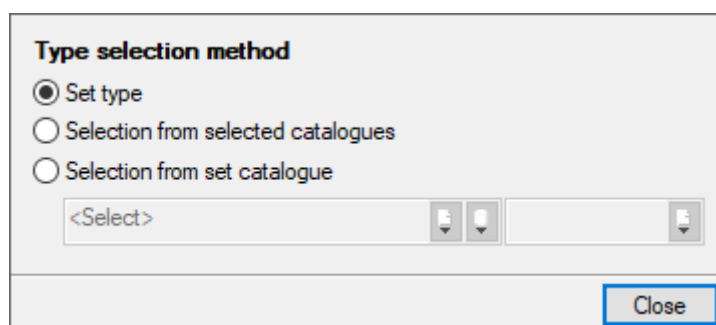 Type selection method
Set type
Selection from selected catalogues
Selection from set catalogue
<Select>
Close